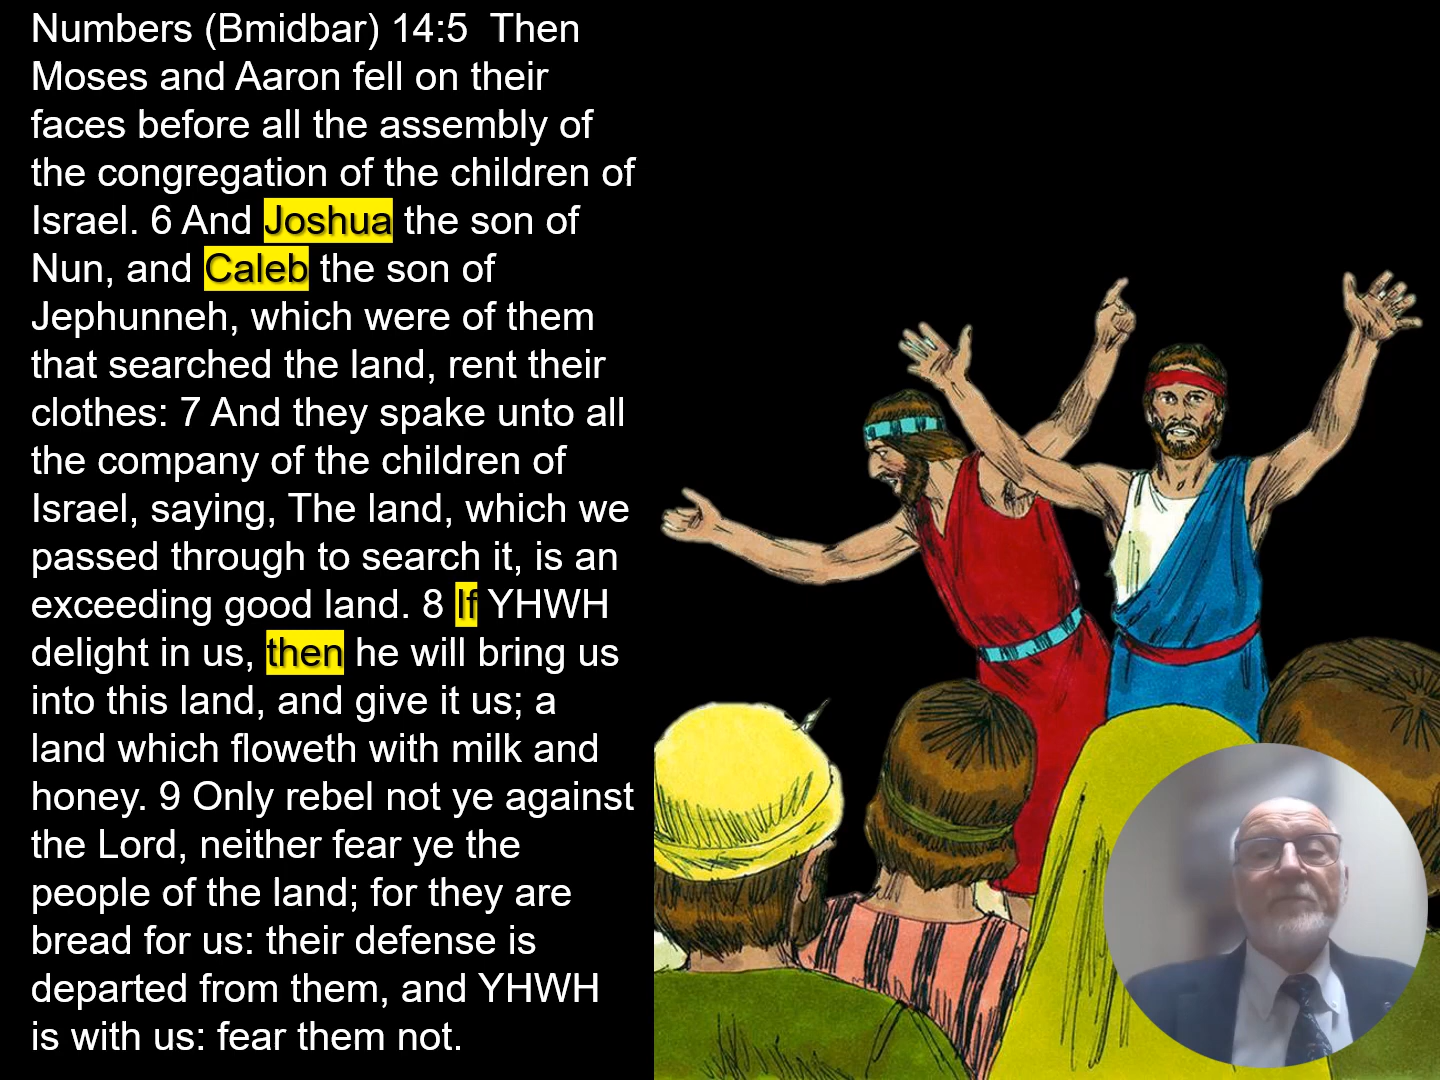 Numbers (Bmidbar) 14:5  Then
Moses and Aaron fell on their
faces before all the assembly of
the congregation of the children of
Israel. 6 And Joshua the son of
Nun, and Caleb the son of
Jephunneh, which were of them
that searched the land, rent their
clothes: 7 And they spake unto all
the company of the children of
Israel, saying, The land, which we
passed through to search it, is an
exceeding good land. 8 If YHWH
delight in us, then he will bring us
into this land, and give it us; a
land which floweth with milk and
honey. 9 Only rebel not ye against
the Lord, neither fear ye the
people of the land; for they are
bread for us: their defense is
departed from them, and YHWH
is with us: fear them not.